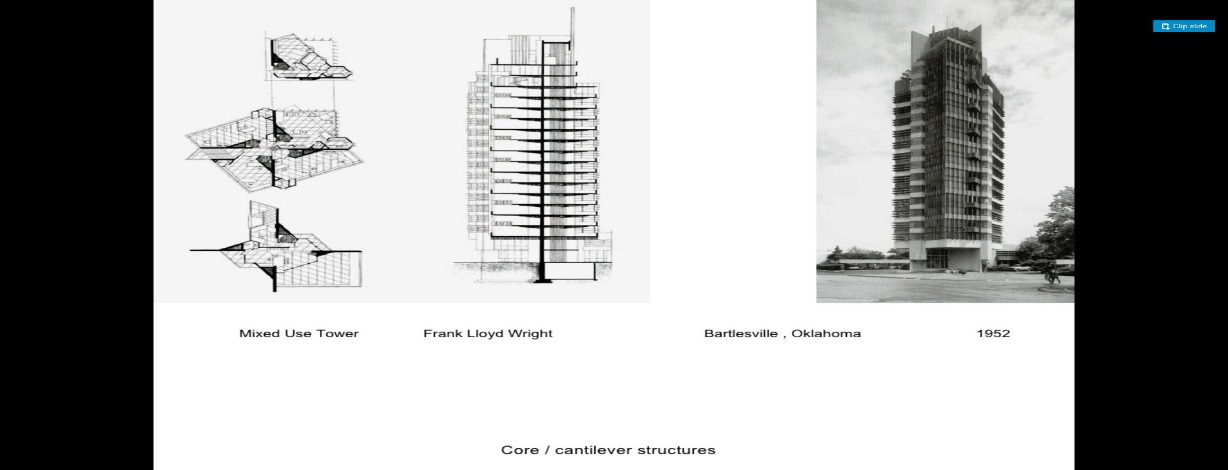 Clip slide
Mixed Use Tower Frank Lloyd Wright Bartlesville , Oklahoma 1952
Core / cantilever structures